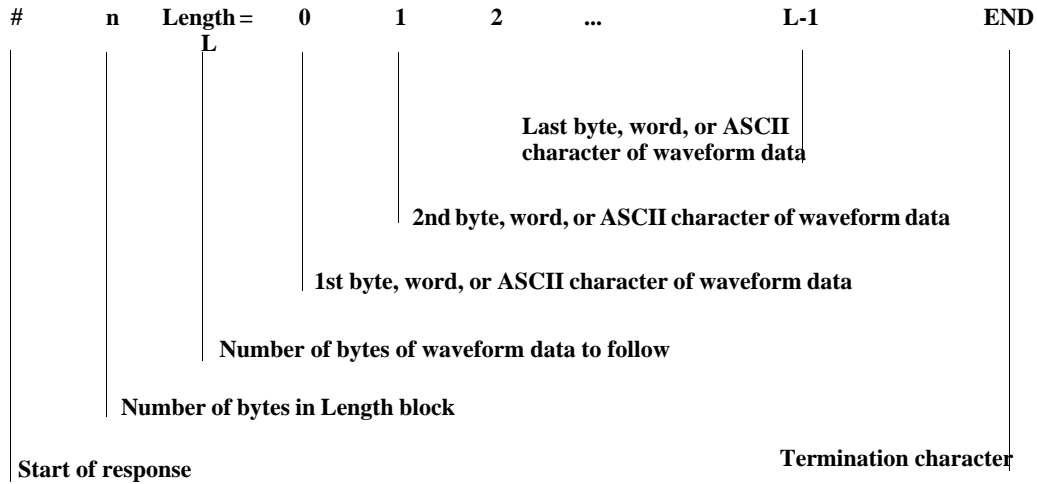 # n Length = 0 1 2 ... L-1 END
L
Last byte, word, or ASCII
character of waveform data
2nd byte, word, or ASCII character of waveform data
1st byte, word, or ASCII character of waveform data
Number of bytes of waveform data to follow
Number of bytes in Length block
Termination character
Start of response